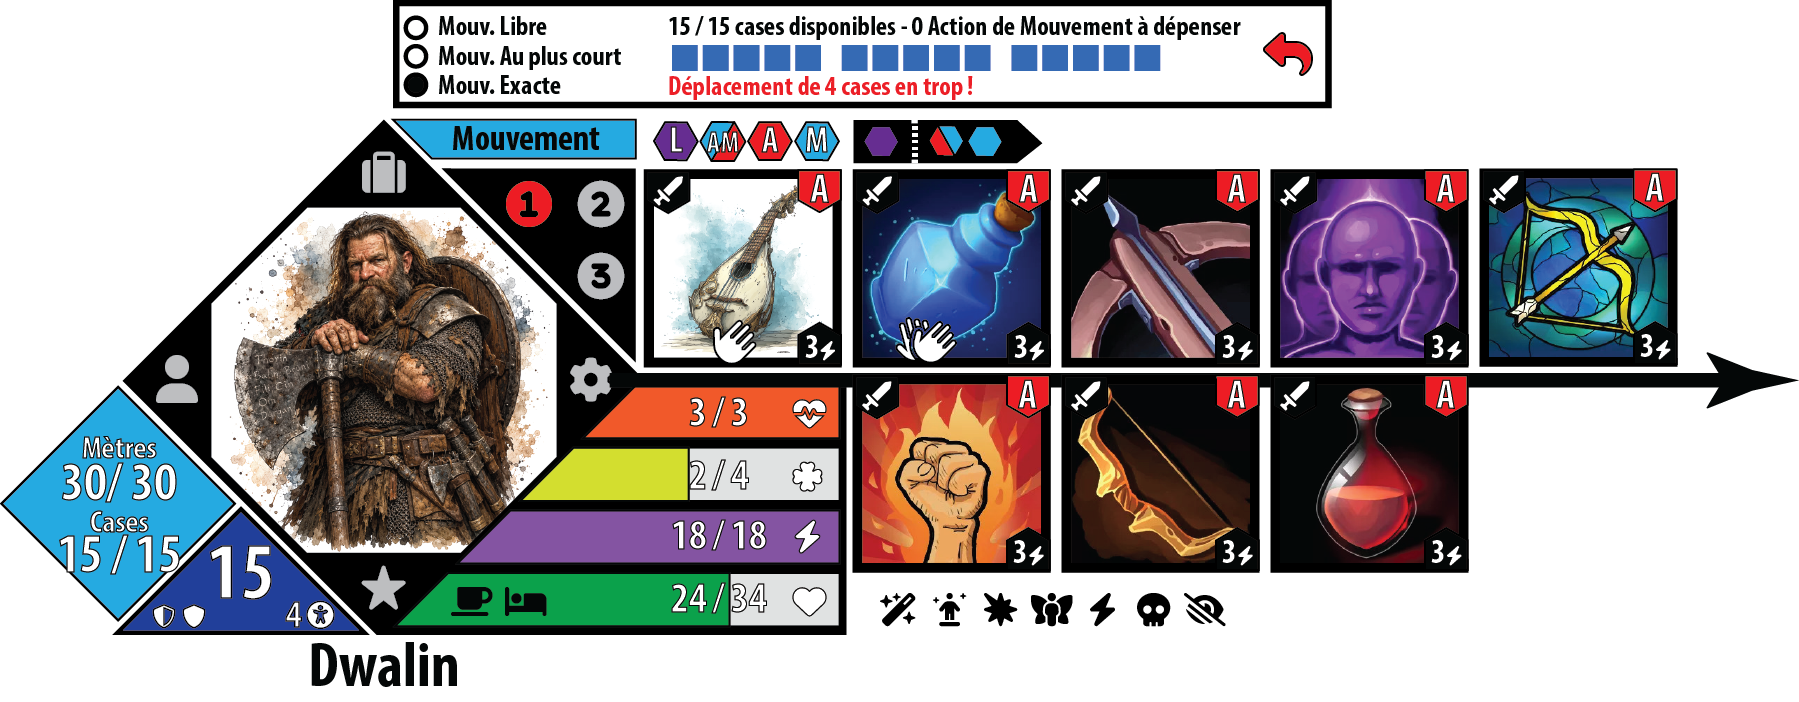 Mouv. Libre
15 / 15 cases disponibles - 0 Action de Mouvement à dépenser
Mouv. Au plus court
Mouv. Exacte
Déplacement de 4 cases en trop !
Mouvement
L AM A M
1 2
3
A A A A A
3 3 3 3 3
A A A
3 3 3
3 / 3
2 / 4
18 / 18
24 / 34
Mètres
30/ 30
Cases
15 / 15
15
4
Dwalin